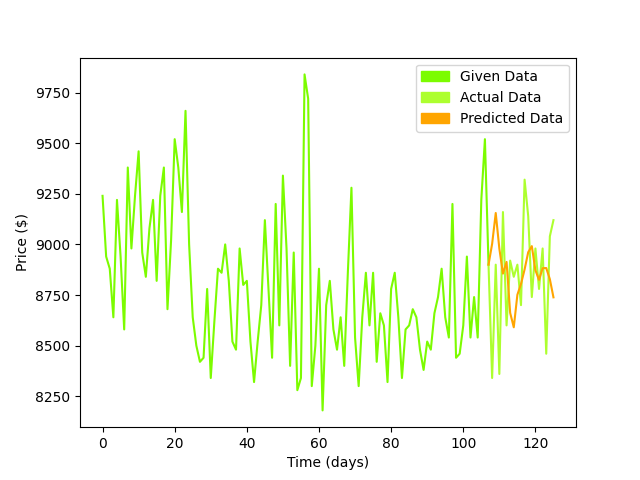 Given Data
Actual Data
Predicted Data
9750
9500
9250
9000
8750
8500
8250
Price ($)
0 20 40 60 80 100 120
Time (days)